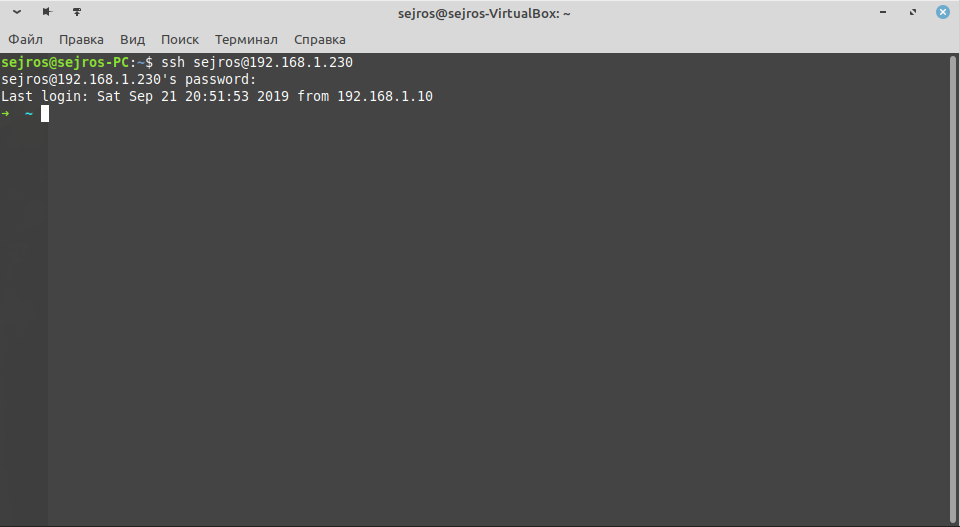 sejros@sejros-VirtualBox: ~
Файл Правка Вид Поиск Терминал Справка
sejros@sejros-PC:~$ ssh sejros@192.168.1.230
sejros@192.168.1.230's password:
Last login: Sat Sep 21 20:51:53 2019 from 192.168.1.10
➜  ~